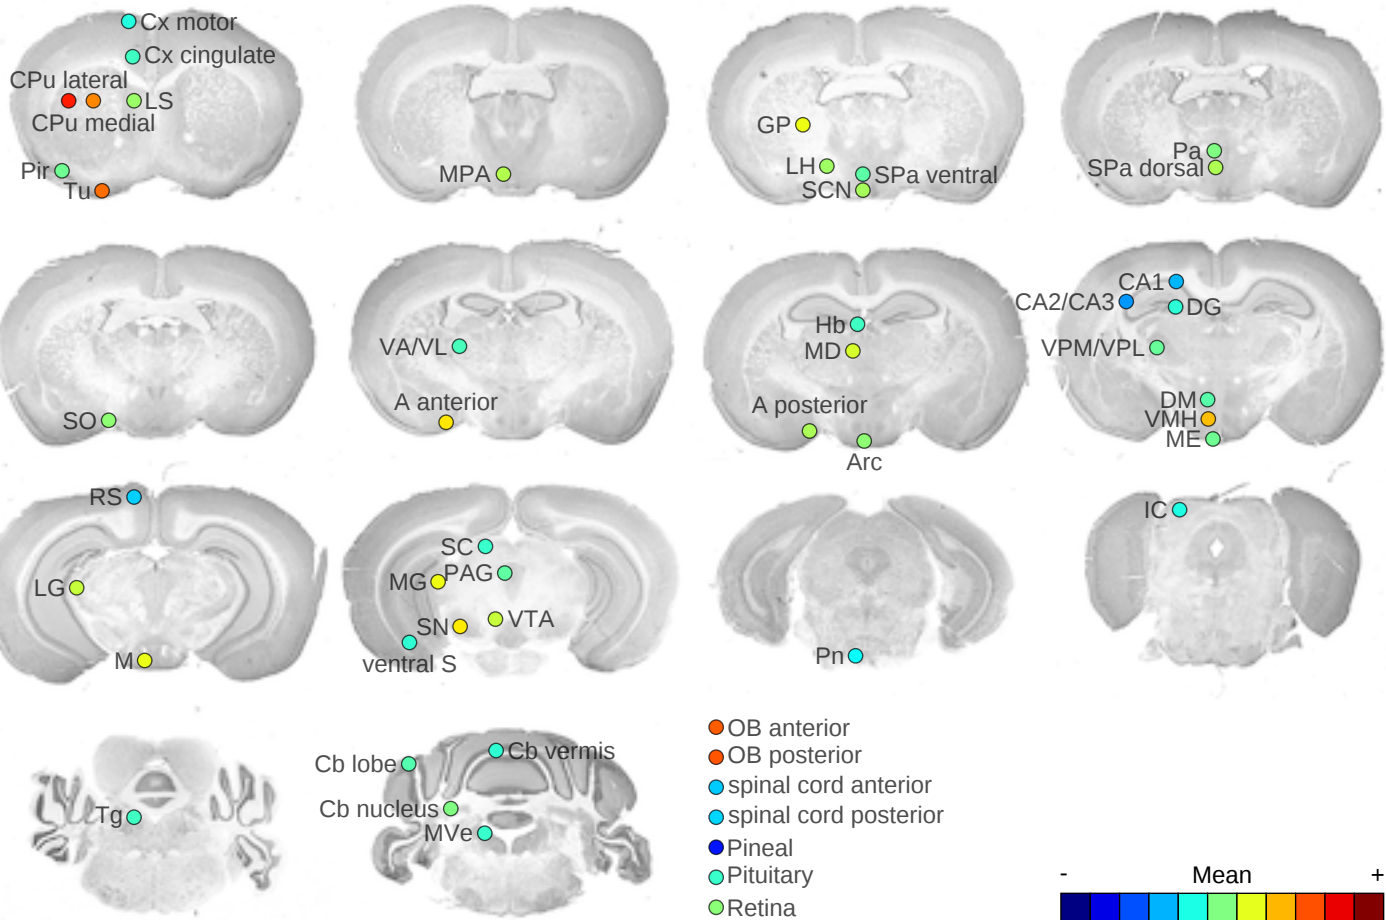 Cx motor
Cx cingulate
CPu lateral
LS
CPu medial
Pir
Tu
MPA
GP
LH
SPa ventral
SCN
Pa
SPa dorsal
SO
VA/VL
A anterior
Hb
MD
A posterior
Arc
CA1
CA2/CA3
DG
VPM/VPL
DM
VMH
ME
RS
LG
M
SC
MG
PAG
SN
VTA
ventral S
Pn
IC
Tg
Cb lobe
Cb vermis
Cb nucleus
MVe
OB anterior
OB posterior
spinal cord anterior
spinal cord posterior
Pineal
Pituitary
Retina
- Mean +